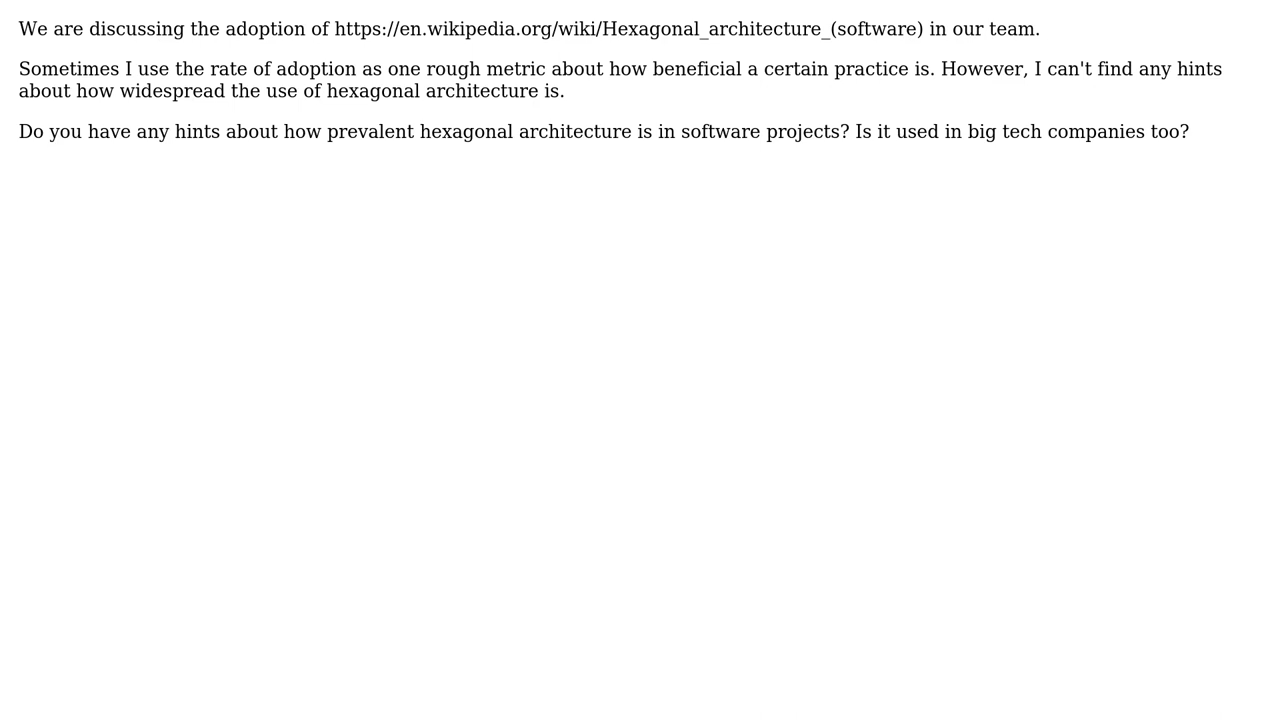 We are discussing the adoption of https://en.wikipedia.org/wiki/Hexagonal_architecture_(software) in our team.
Sometimes I use the rate of adoption as one rough metric about how beneficial a certain practice is. However, I can't find any hints
about how widespread the use of hexagonal architecture is.
Do you have any hints about how prevalent hexagonal architecture is in software projects? Is it used in big tech companies too?